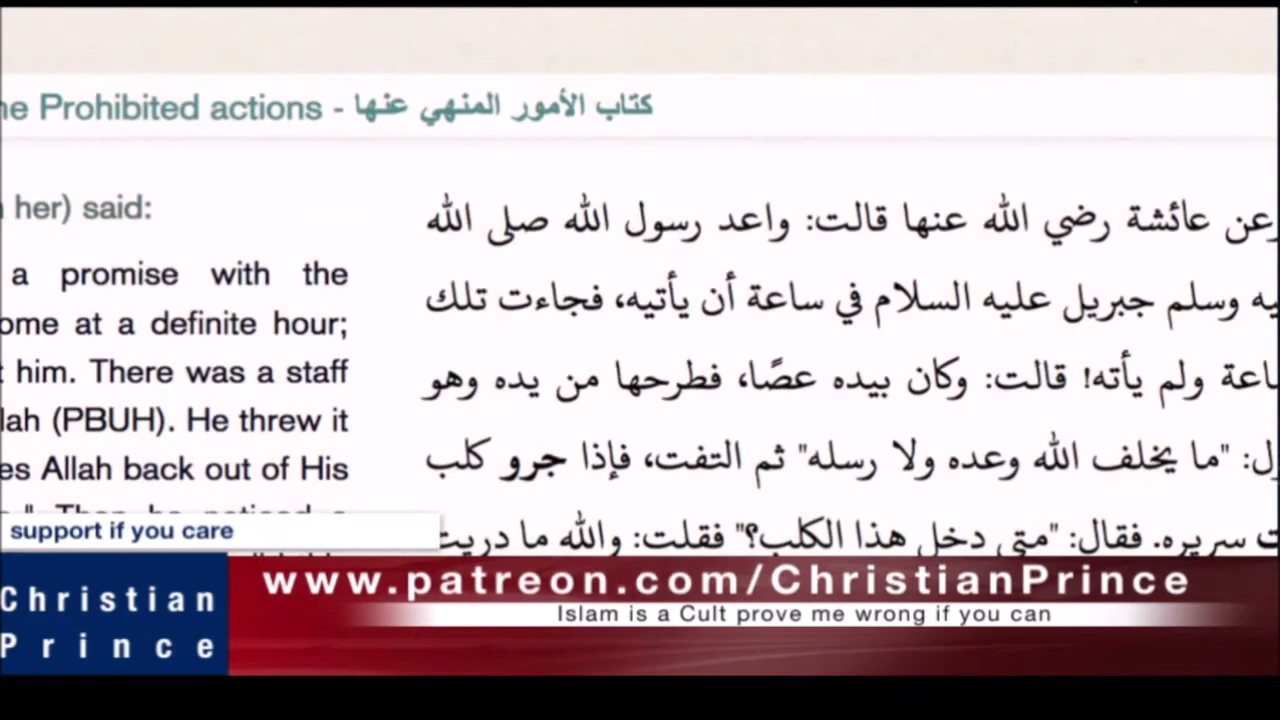 he Prohibited actions - كتاب الأمور المنهي عنها
her) said:
a promise with the
ome at a definite hour;
him. There was a staff
lah (PBUH). He threw it
es Allah back out of His
وعن عائشة رضي الله عنها قالت: واعد رسول الله صلى الله
يه وسلم جبريل عليه السلام في ساعة أن يأتيه، فجاءت تلك
اعة ولم يأته! قالت: وكان بيده عصًا، فطرحها من يده وهو
ل: "ما يخلف الله وعده ولا رسله" ثم التفت، فإذا جرو كلب
ت سريره. فقال: "متى دخل هذا الكلب؟" فقلت: والله ما دريت
support if you care
Christian
Prince
www.patreon.com/ChristianPrince
Islam is a Cult prove me wrong if you can